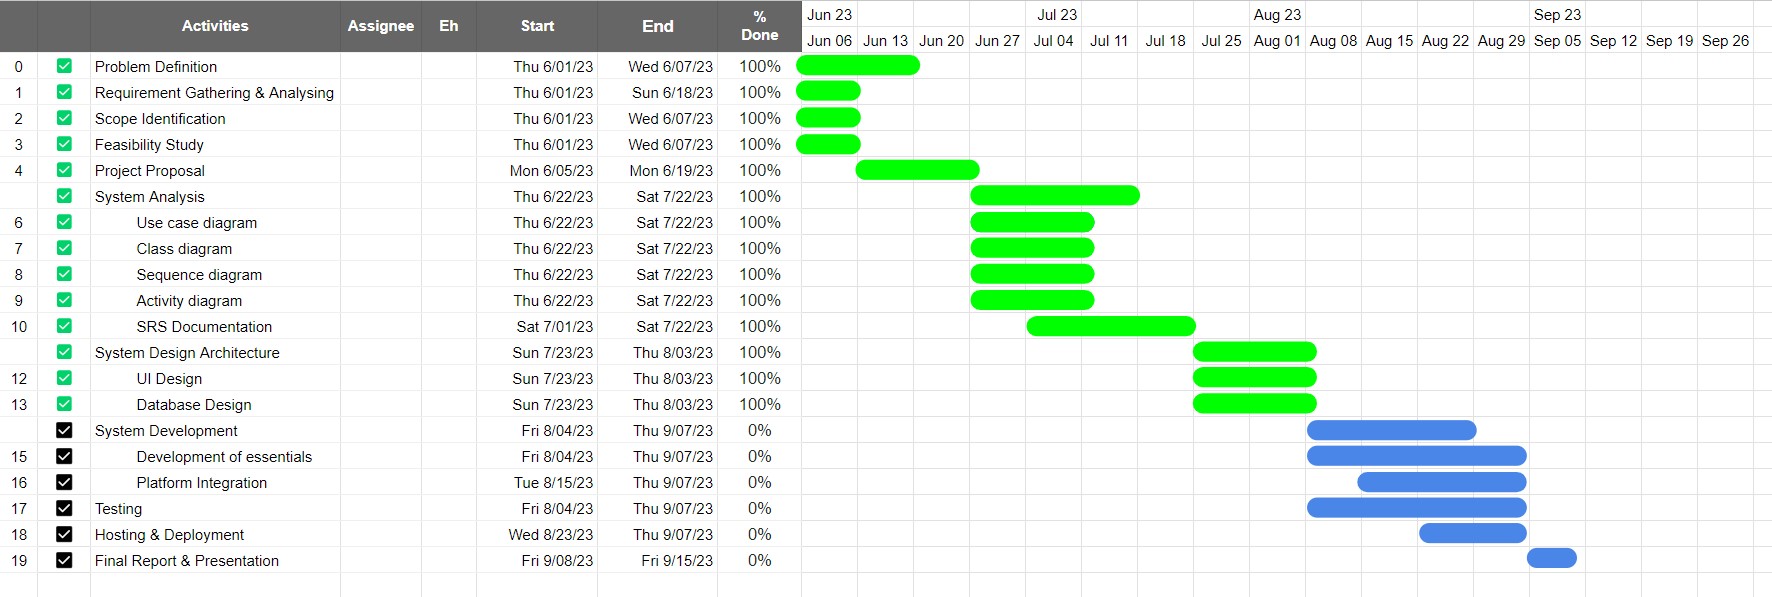 Activities Assignee Eh Start End % Done Jun 23 Jul 23 Aug 23 Sep 23
Jun 06 Jun 13 Jun 20 Jun 27 Jul 04 Jul 11 Jul 18 Jul 25 Aug 01 Aug 08 Aug 15 Aug 22 Aug 29 Sep 05 Sep 12 Sep 19 Sep 26
0 Problem Definition Thu 6/01/23 Wed 6/07/23 100%
1 Requirement Gathering & Analysing Thu 6/01/23 Sun 6/18/23 100%
2 Scope Identification Thu 6/01/23 Wed 6/07/23 100%
3 Feasibility Study Thu 6/01/23 Wed 6/07/23 100%
4 Project Proposal Mon 6/05/23 Mon 6/19/23 100%
System Analysis Thu 6/22/23 Sat 7/22/23 100%
6 Use case diagram Thu 6/22/23 Sat 7/22/23 100%
7 Class diagram Thu 6/22/23 Sat 7/22/23 100%
8 Sequence diagram Thu 6/22/23 Sat 7/22/23 100%
9 Activity diagram Thu 6/22/23 Sat 7/22/23 100%
10 SRS Documentation Sat 7/01/23 Sat 7/22/23 100%
System Design Architecture Sun 7/23/23 Thu 8/03/23 100%
12 UI Design Sun 7/23/23 Thu 8/03/23 100%
13 Database Design Sun 7/23/23 Thu 8/03/23 100%
System Development Fri 8/04/23 Thu 9/07/23 0%
15 Development of essentials Fri 8/04/23 Thu 9/07/23 0%
16 Platform Integration Tue 8/15/23 Thu 9/07/23 0%
17 Testing Fri 8/04/23 Thu 9/07/23 0%
18 Hosting & Deployment Wed 8/23/23 Thu 9/07/23 0%
19 Final Report & Presentation Fri 9/08/23 Fri 9/15/23 0%